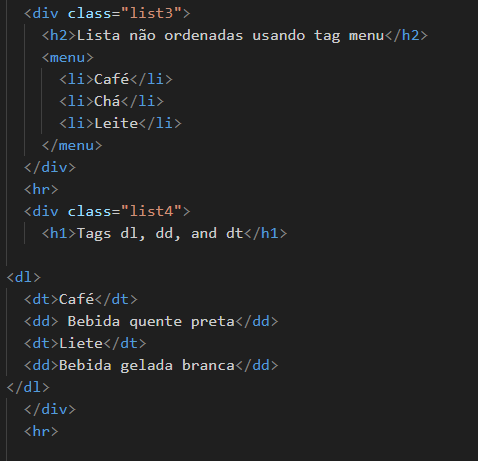 <div class="list3">
<h2>Lista não ordenadas usando tag menu</h2>
<menu>
<li>Café</li>
<li>Chá</li>
<li>Leite</li>
</menu>
</div>
<hr>
<div class="list4">
<h1>Tags dl, dd, and dt</h1>
<dl>
<dt>Café</dt>
<dd> Bebida quente preta</dd>
<dt>Liete</dt>
<dd>Bebida gelada branca</dd>
</dl>
</div>
<hr>